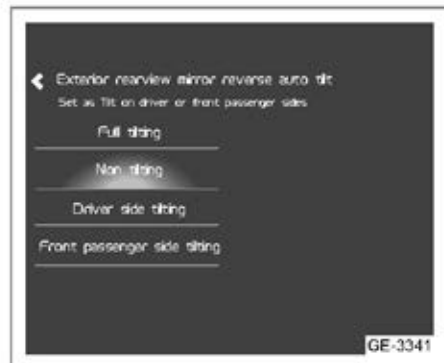 Exterior rearview mirror reverse auto tilt
Set as Tilt on driver or front passenger sides
Full tilting
Non tilting
Driver side tilting
Front passenger side tilting
GE-3341